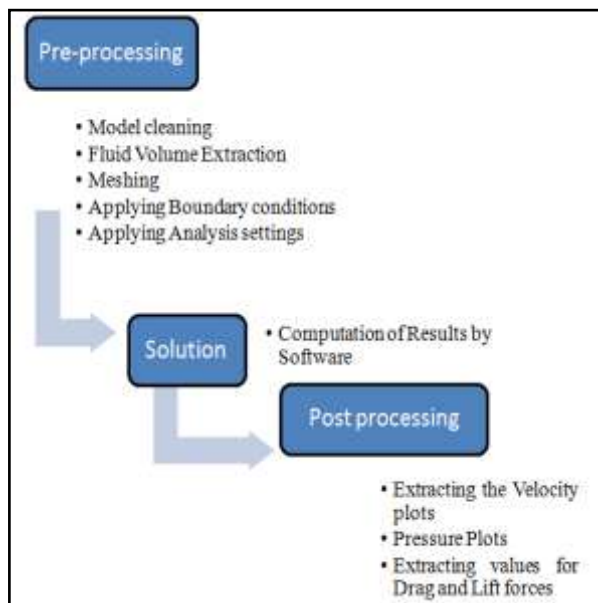 Pre-processing
• Model cleaning
• Fluid Volume Extraction
• Meshing
• Applying Boundary conditions
• Applying Analysis settings
Solution
• Computation of Results by
Software
Post processing
• Extracting the Velocity
plots
• Pressure Plots
• Extracting values for
Drag and Lift forces